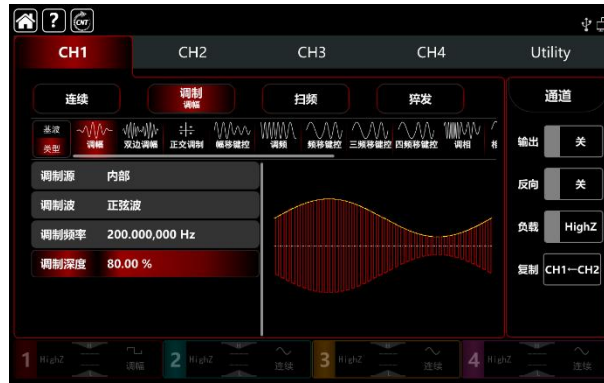 ? CNT
CH1 CH2 CH3 CH4 Utility
连续 调制 扫频 猝发 通道
调幅
基波
类型 调幅 双边调幅 正交调制 幅移键控 调频 频移键控 三频移键控 四频移键控 调相
输出 关
调制源 内部
反向 关
调制波 正弦波
负载 HighZ
调制频率 200.000,000 Hz
调制深度 80.00 %
复制 CH1←CH2
1 HighZ 调幅 2 HighZ 连续 3 HighZ 连续 4 HighZ 连续